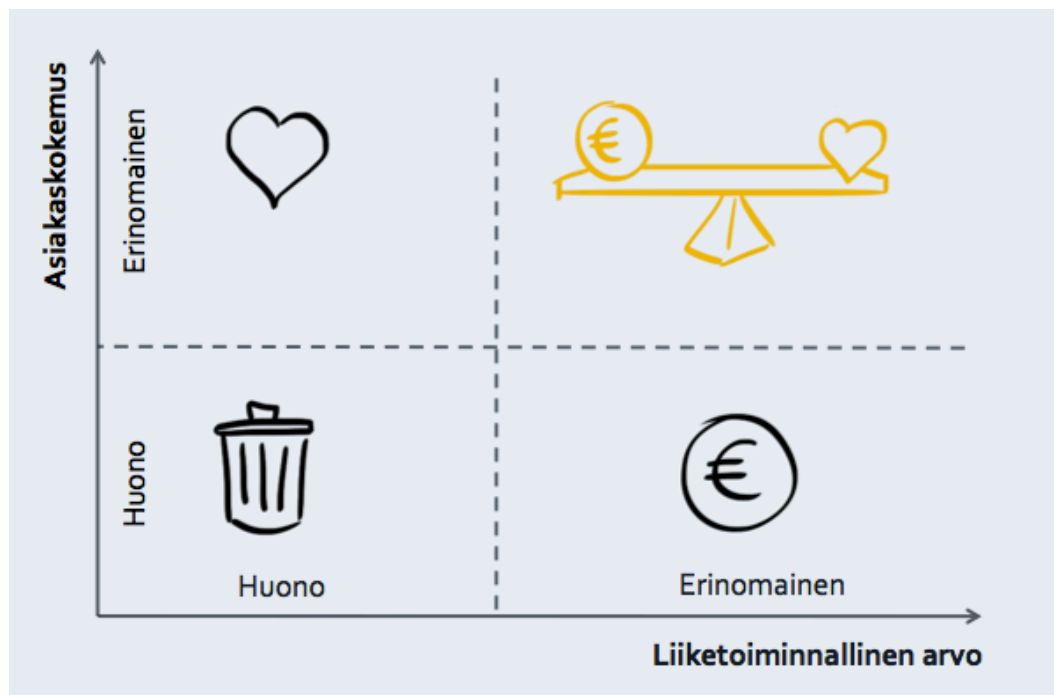 Asiakaskokemus
Erinomainen
€
€
Huono
Huono
Erinomainen
Liiketoiminnallinen arvo